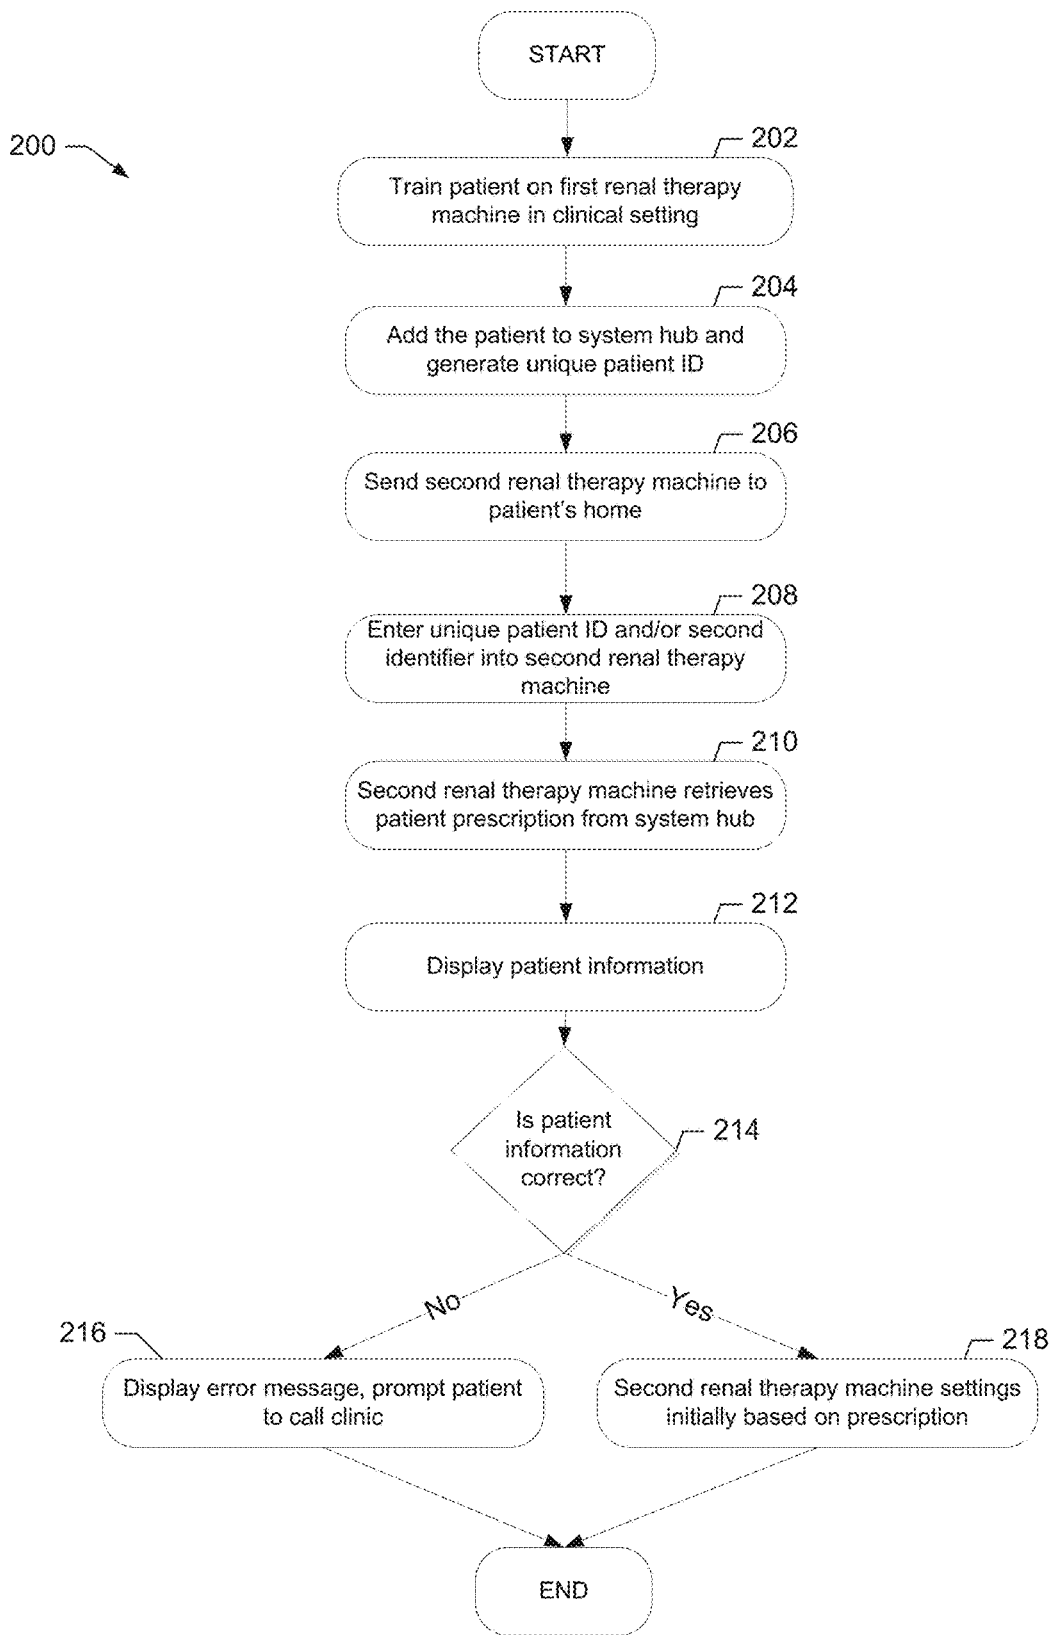 START
200
202
Train patient on first renal therapy
machine in clinical setting
204
Add the patient to system hub and
generate unique patient ID
206
Send second renal therapy machine to
patient's home
208
Enter unique patient ID and/or second
identifier into second renal therapy
machine
210
Second renal therapy machine retrieves
patient prescription from system hub
212
Display patient information
214
Is patient
information
correct?
No
Yes
216
Display error message, prompt patient
to call clinic
218
Second renal therapy machine settings
initially based on prescription
END